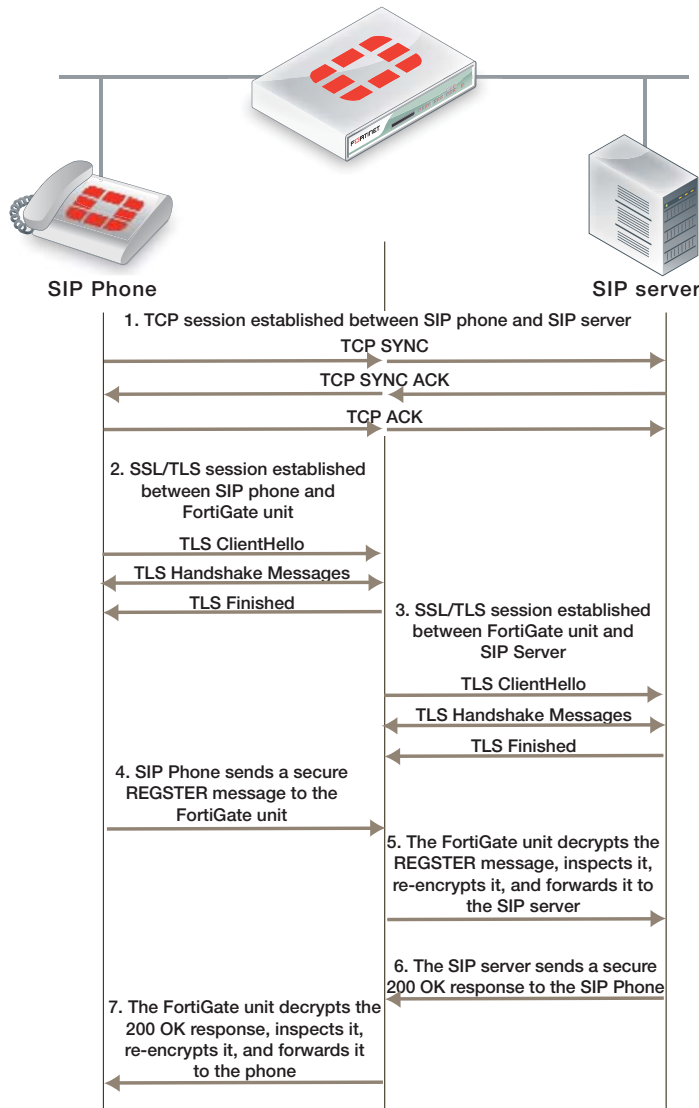 FORTINET
SIP Phone
SIP server
1. TCP session established between SIP phone and SIP server
TCP SYNC
TCP SYNC ACK
TCP ACK
2. SSL/TLS session established
between SIP phone and
FortiGate unit
TLS ClientHello
TLS Handshake Messages
TLS Finished
3. SSL/TLS session established
between FortiGate unit and
SIP Server
TLS ClientHello
TLS Handshake Messages
TLS Finished
4. SIP Phone sends a secure
REGSTER message to the
FortiGate unit
5. The FortiGate unit decrypts the
REGSTER message, inspects it,
re-encrypts it, and forwards it to
the SIP server
6. The SIP server sends a secure
200 OK response to the SIP Phone
7. The FortiGate unit decrypts the
200 OK response, inspects it,
re-encrypts it, and forwards it
to the phone